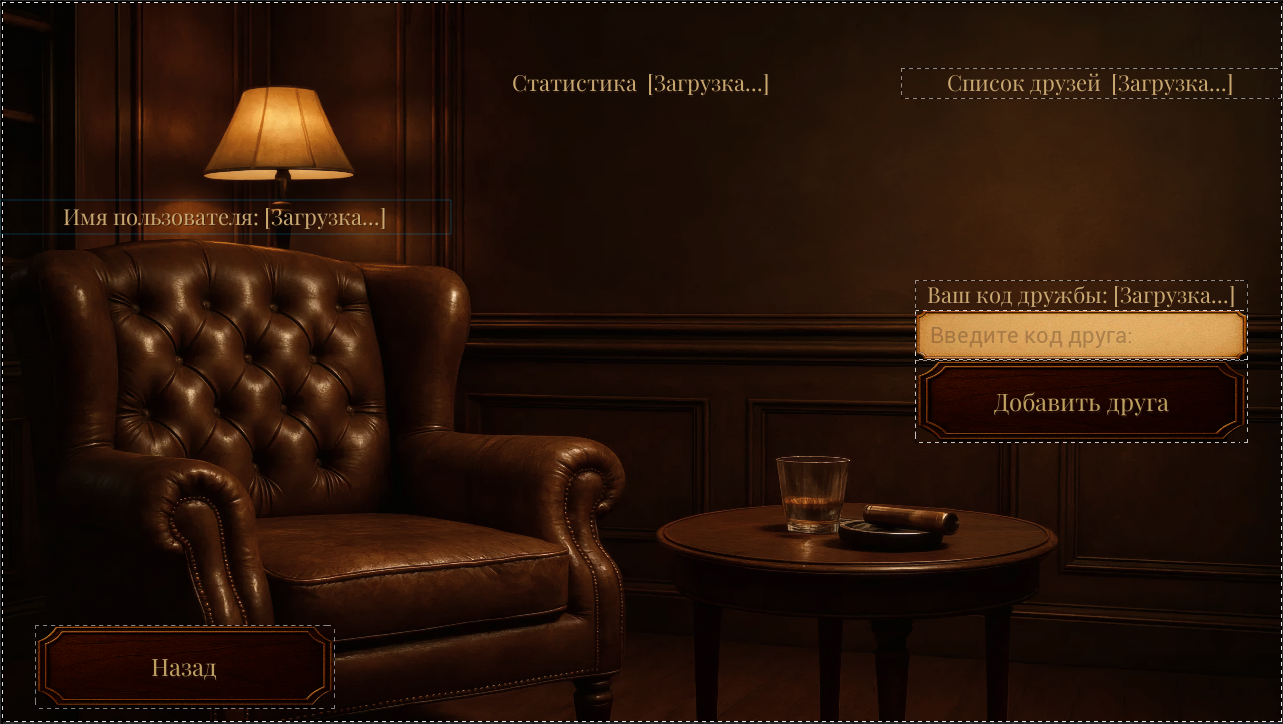 Статистика [Загрузка...]
Список друзей [Загрузка...]
Имя пользователя: [Загрузка...]
Ваш код дружбы: [Загрузка...]
Введите код друга:
Добавить друга
Назад